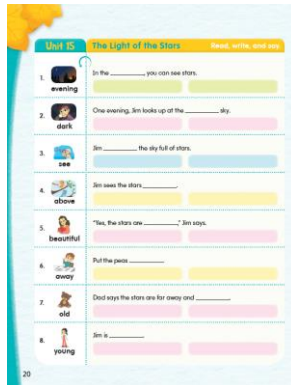 Unit 15
The Light of the Stars
Read, write, and say
1.
evening
In the ________, you can see stars.
2.
dark
One evening, Jim looks up at the ________ sky.
3.
see
Jim ________ the sky full of stars.
4.
above
Jim sees the stars ________.
5.
beautiful
"Yes, the stars are ________," Jim says.
6.
away
Put the peas ________.
7.
old
Dad says the stars are far away and ________.
8.
young
Jim is ________.
20